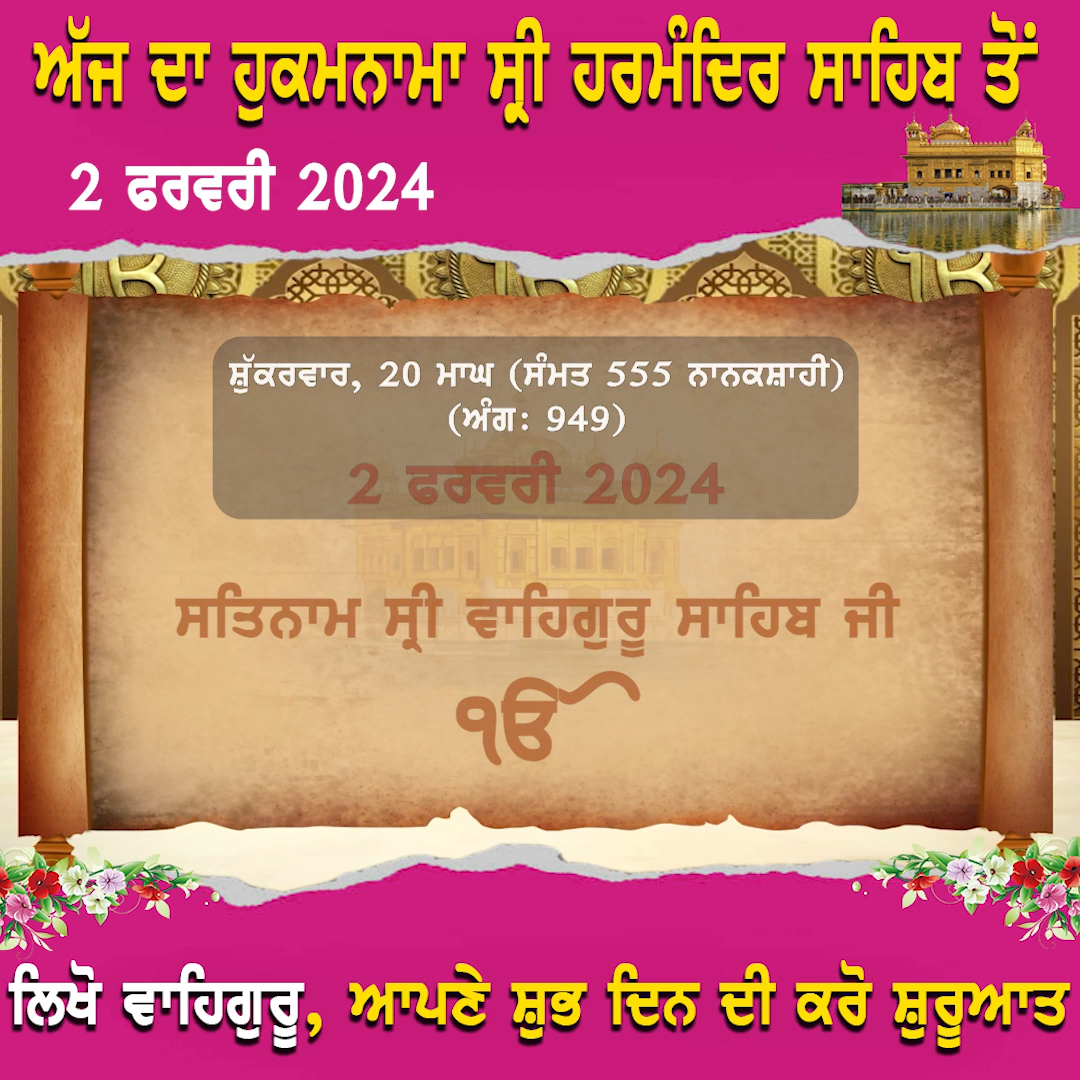 ਅੱਜ ਦਾ ਹੁਕਮਨਾਮਾ ਸ੍ਰੀ ਹਰਮੰਦਿਰ ਸਾਹਿਬ ਤੋਂ
2 ਫਰਵਰੀ 2024
ਸ਼ੁੱਕਰਵਾਰ, 20 ਮਾਘ (ਸੰਮਤ 555 ਨਾਨਕਸ਼ਾਹੀ)
(ਅੰਗ: 949)
2 ਫਰਵਰੀ 2024
ਸਤਿਨਾਮ ਸ੍ਰੀ ਵਾਹਿਗੁਰੂ ਸਾਹਿਬ ਜੀ
ੴ
ਲਿਖੋ ਵਾਹਿਗੁਰੂ, ਆਪਣੇ ਸ਼ੁਭ ਦਿਨ ਦੀ ਕਰੋ ਸ਼ੁਰੂਆਤ